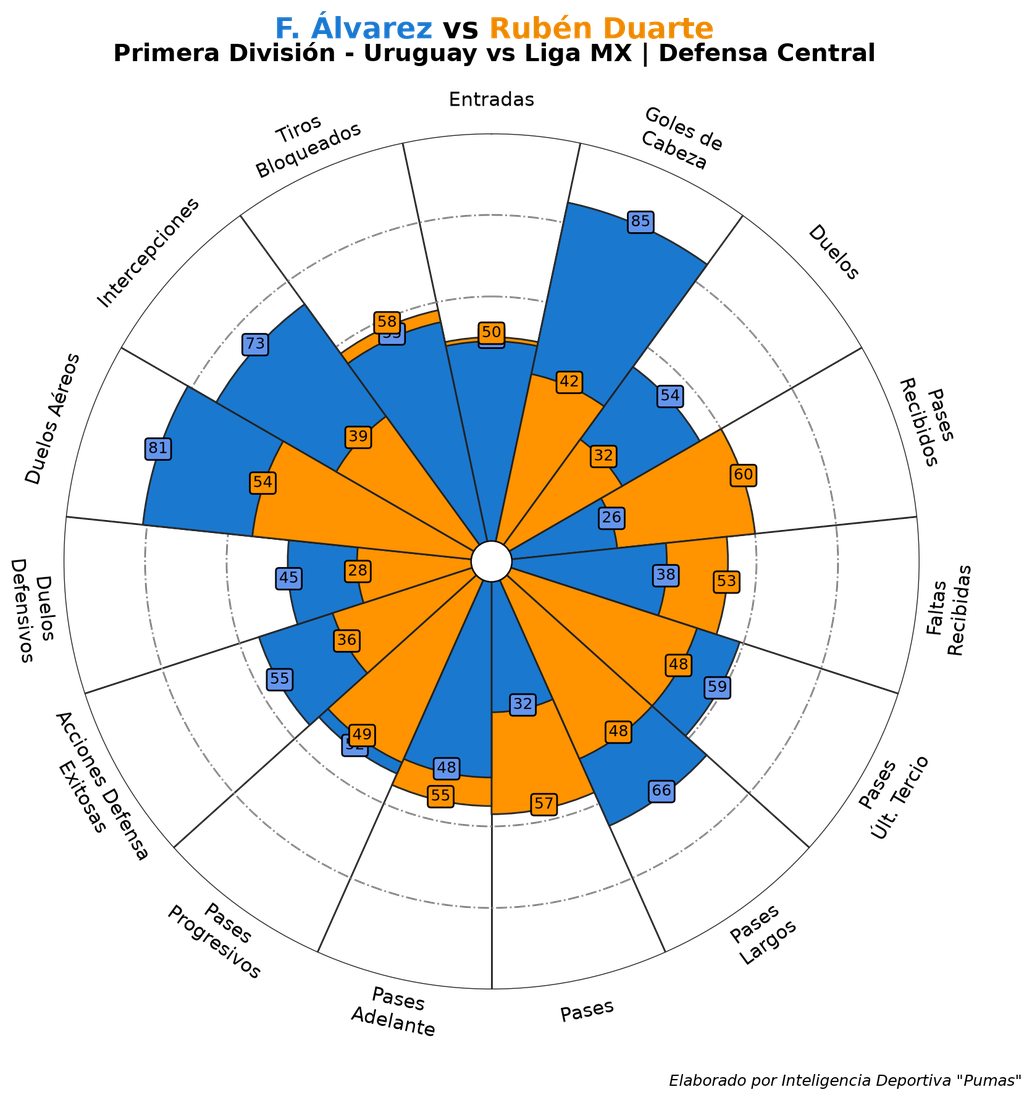 F. Álvarez vs Rubén Duarte
Primera División - Uruguay vs Liga MX | Defensa Central
Entradas
Goles de
Cabeza
Duelos
Pases
Recibidos
Faltas
Recibidas
Pases
Últ. Tercio
Pases
Largos
Pases
Pases
Adelante
Pases
Progresivos
Acciones Defensa
Exitosas
Duelos
Defensivos
Duelos Aéreos
Intercepciones
Tiros
Bloqueados
50
85
42
54
32
60
26
38
53
48
59
48
66
32
57
48
55
49
55
36
45
28
81
54
73
39
58
Elaborado por Inteligencia Deportiva "Pumas"